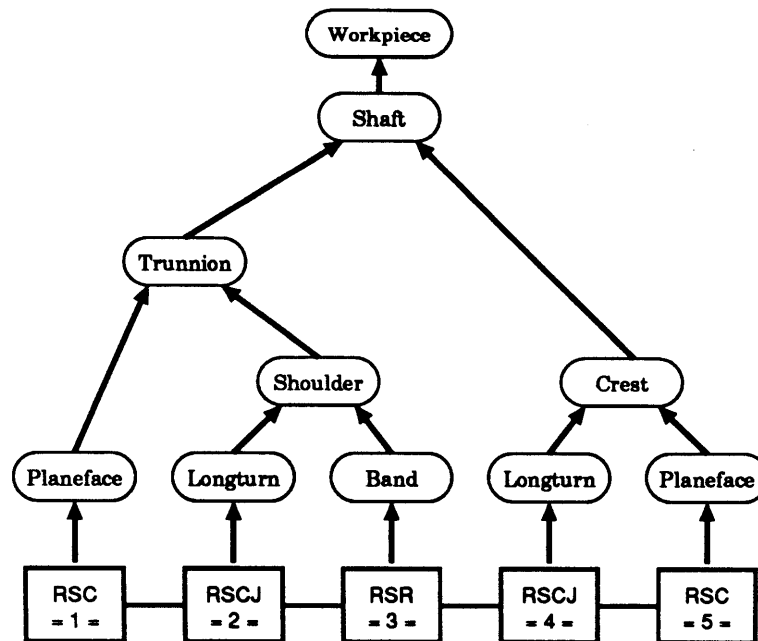 Workpiece
Shaft
Trunnion
Shoulder
Crest
Planeface
Longturn
Band
Longturn
Planeface
RSC
= 1 =
RSCJ
= 2 =
RSR
= 3 =
RSCJ
= 4 =
RSC
= 5 =